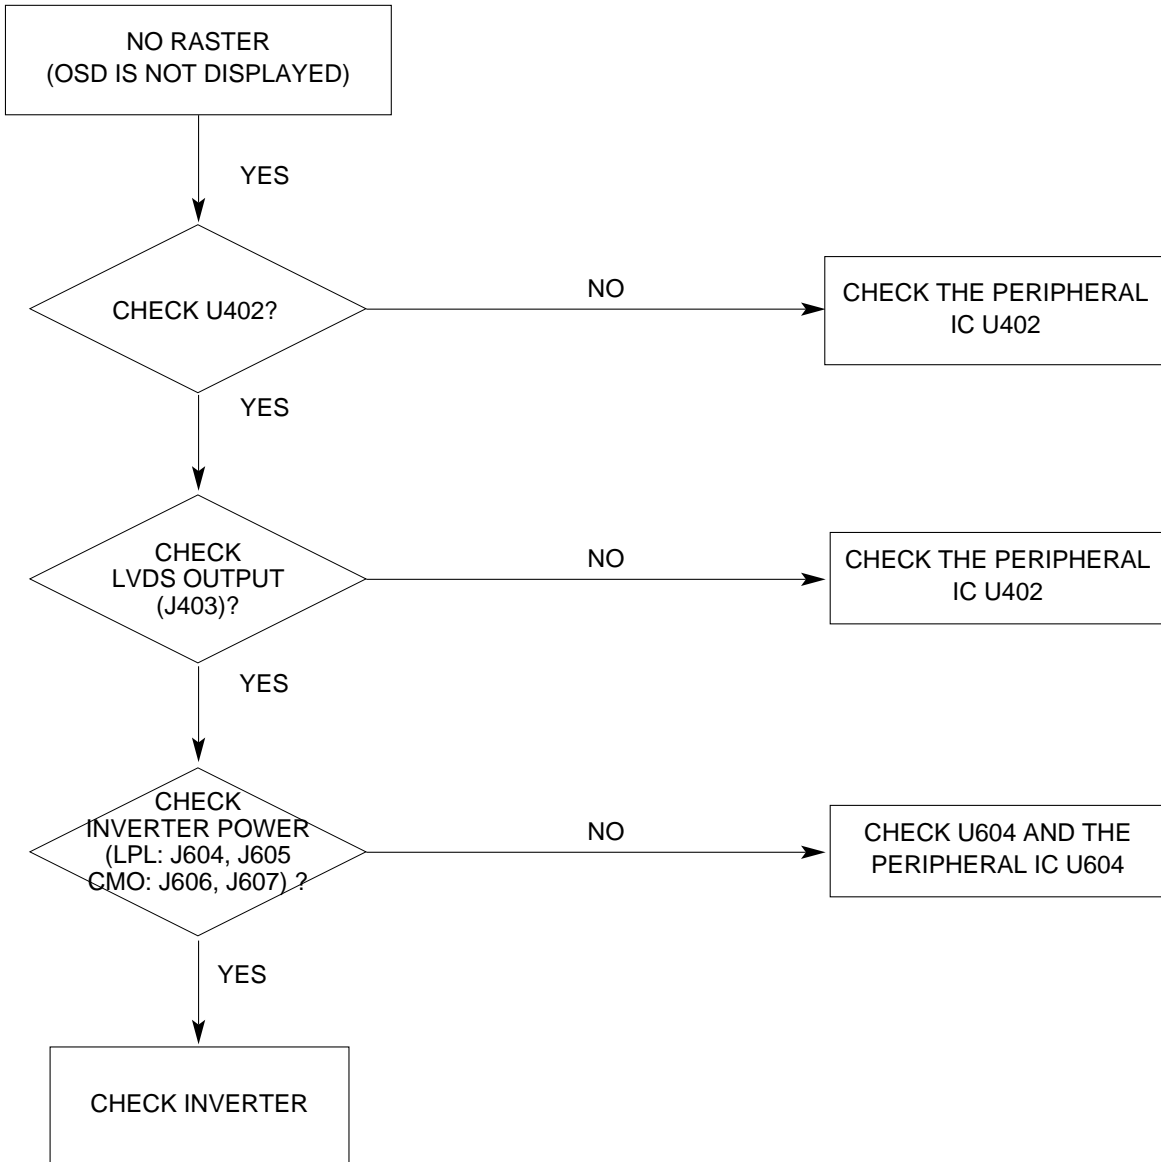 NO RASTER
(OSD IS NOT DISPLAYED)
YES
CHECK U402?
NO
CHECK THE PERIPHERAL
IC U402
YES
CHECK
LVDS OUTPUT
(J403)?
NO
CHECK THE PERIPHERAL
IC U402
YES
CHECK
INVERTER POWER
(LPL: J604, J605
CMO: J606, J607) ?
NO
CHECK U604 AND THE
PERIPHERAL IC U604
YES
CHECK INVERTER